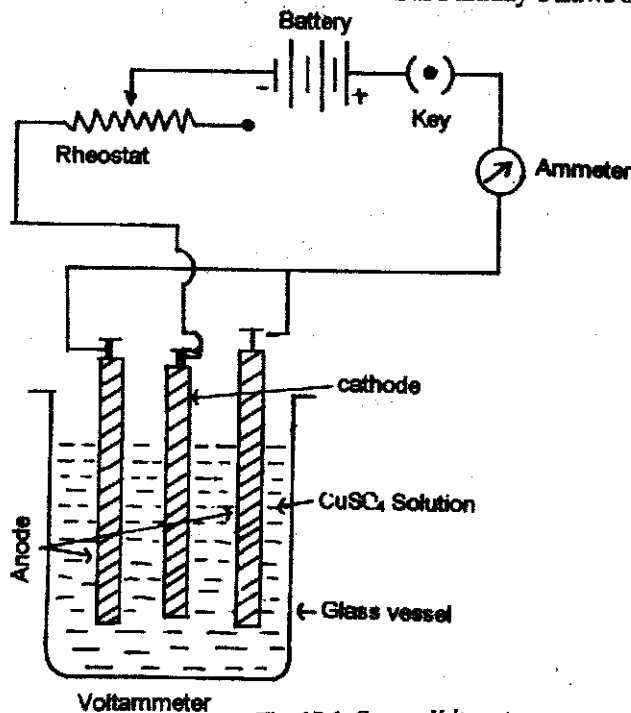 Battery
- +
Key
Rheostat
Ammeter
cathode
CuSO₄ Solution
Anode
Glass vessel
Voltammeter